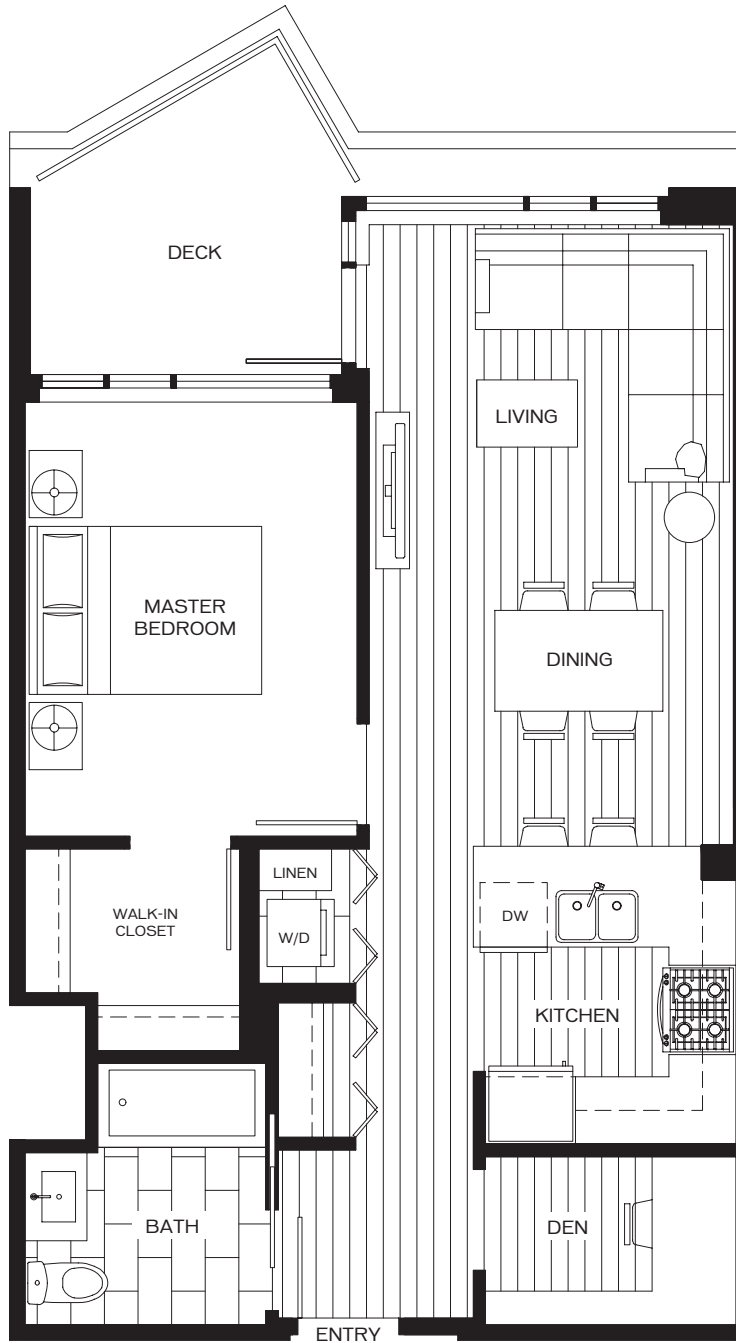 DECK
LIVING
MASTER
BEDROOM
DINING
LINEN
WALK-IN
CLOSET
W/D
DW
KITCHEN
BATH
DEN
ENTRY